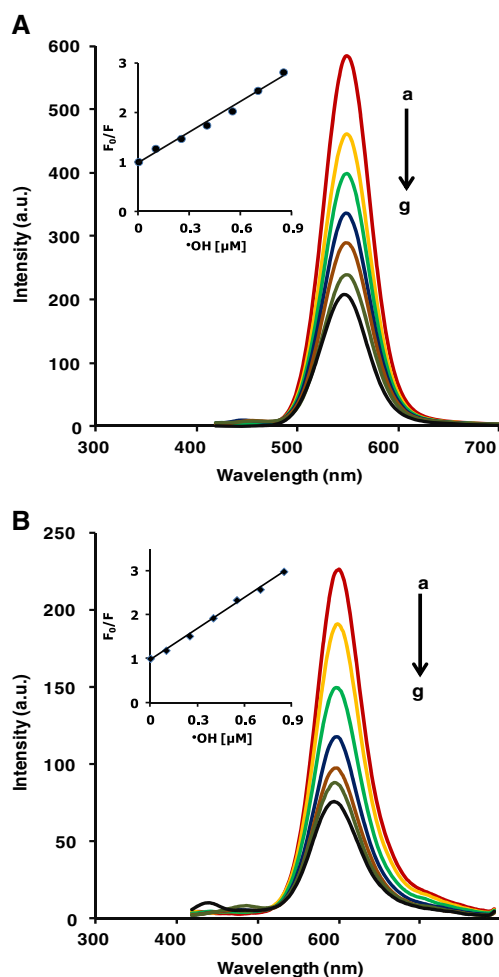 A
600
500
400
300
200
100
0
Intensity (a.u.)
3
2
1
0
F₀/F
0 0.3 0.6 0.9
•OH [µM]
a
g
300 400 500 600 700
Wavelength (nm)
B
250
200
150
100
50
0
Intensity (a.u.)
3
2
1
0
F₀/F
0 0.3 0.6 0.9
•OH [µM]
a
g
300 400 500 600 700 800
Wavelength (nm)